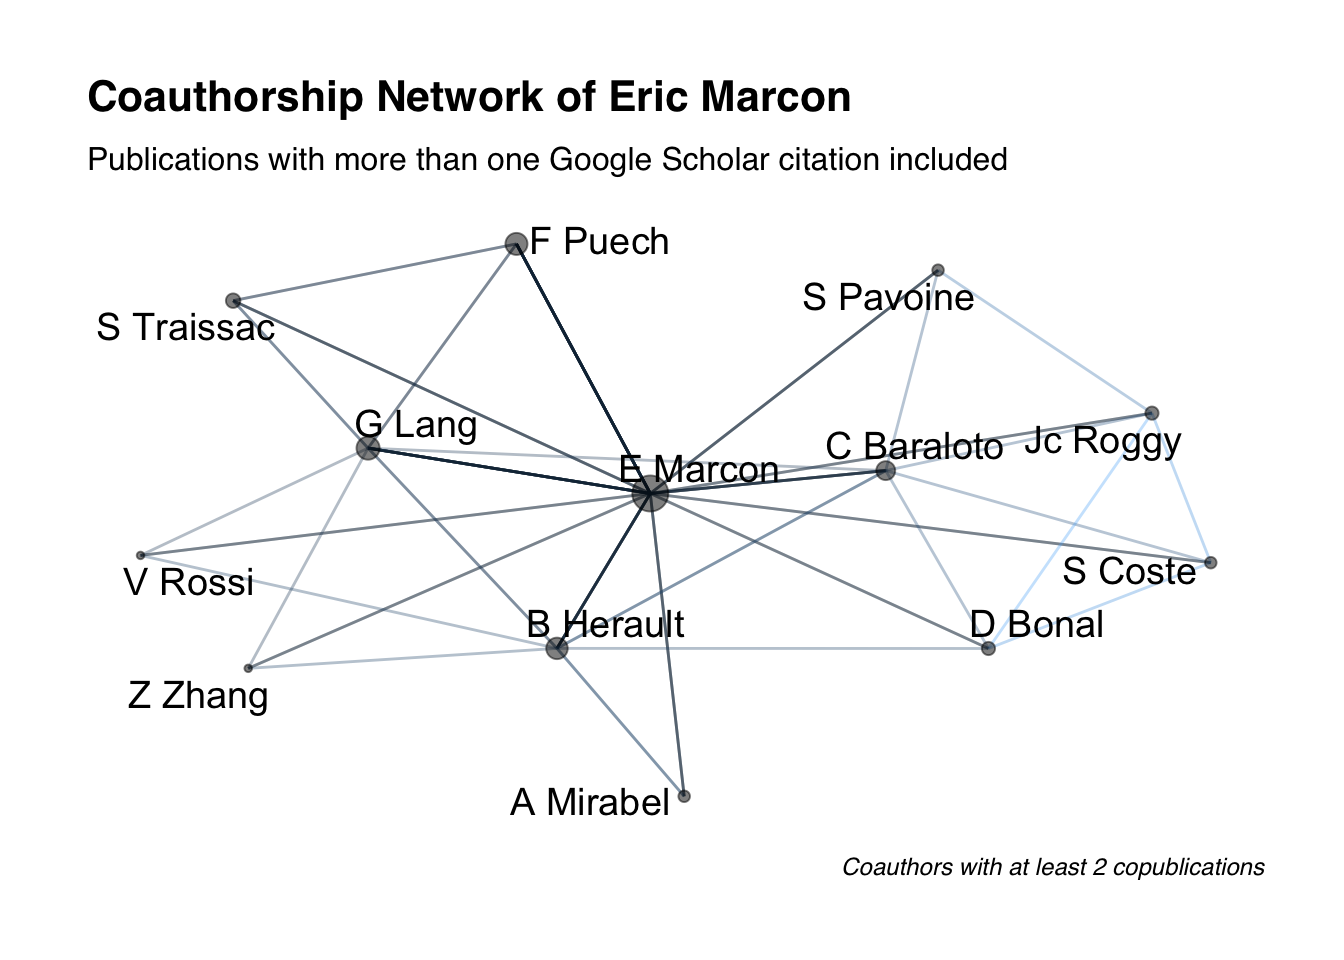 Coauthorship Network of Eric Marcon
Publications with more than one Google Scholar citation included
F Puech
S Pavoine
S Traissac
G Lang
C Baraloto
Jc Roggy
E Marcon
V Rossi
S Coste
B Herault
D Bonal
Z Zhang
A Mirabel
Coauthors with at least 2 copublications